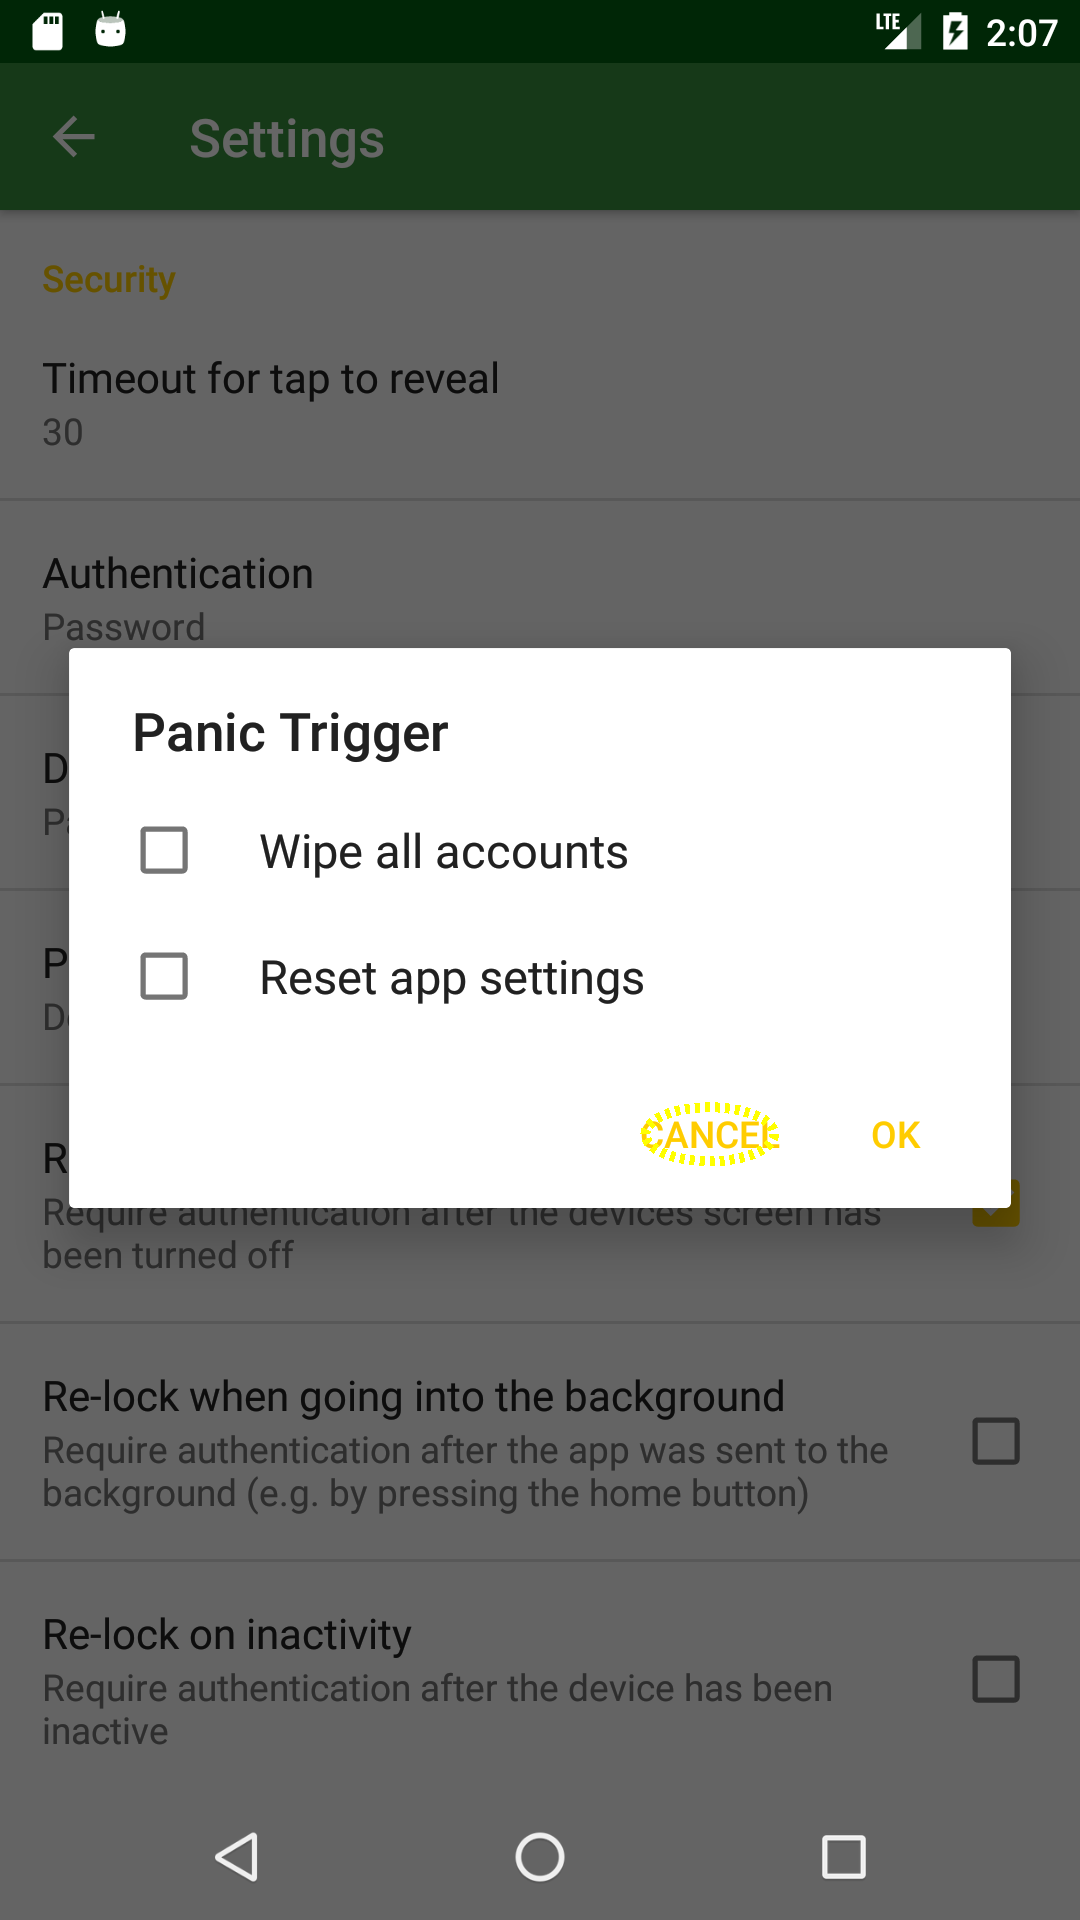 LTE 2:07
Settings
Security
Timeout for tap to reveal
30
Authentication
Password
Panic Trigger
Wipe all accounts
Reset app settings
CANCEL OK
Require authentication after the devices screen has
been turned off
Re-lock when going into the background
Require authentication after the app was sent to the
background (e.g. by pressing the home button)
Re-lock on inactivity
Require authentication after the device has been
inactive